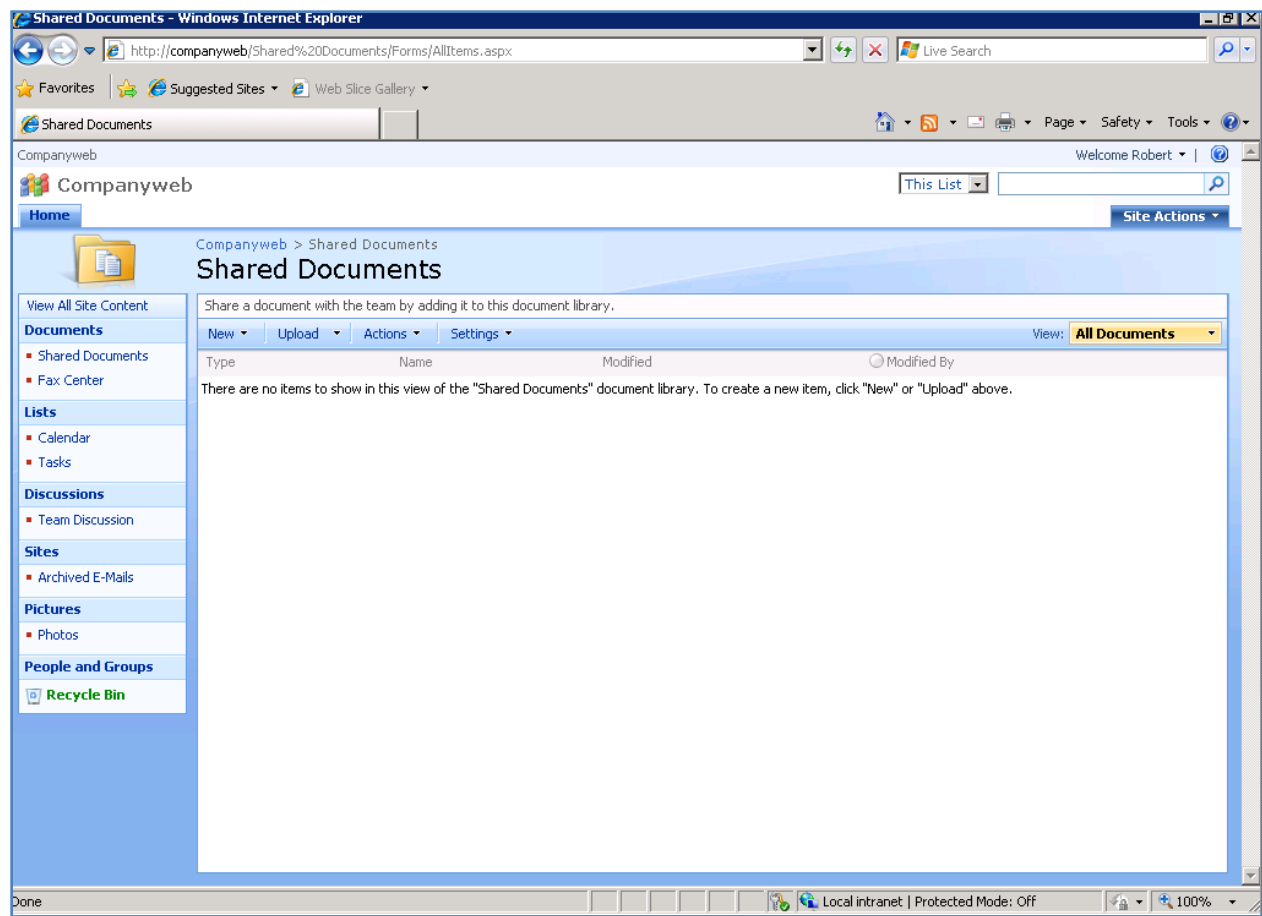 Shared Documents - Windows Internet Explorer
http://companyweb/Shared%20Documents/Forms/AllItems.aspx
Live Search
Favorites Suggested Sites Web Slice Gallery
Shared Documents
Page Safety Tools
Companyweb
Welcome Robert |
Companyweb
This List
Home
Site Actions
Companyweb > Shared Documents
Shared Documents
View All Site Content
Documents
Shared Documents
Fax Center
Lists
Calendar
Tasks
Discussions
Team Discussion
Sites
Archived E-Mails
Pictures
Photos
People and Groups
Recycle Bin
Share a document with the team by adding it to this document library.
New Upload Actions Settings View: All Documents
Type Name Modified Modified By
There are no items to show in this view of the "Shared Documents" document library. To create a new item, click "New" or "Upload" above.
Done
Local intranet | Protected Mode: Off
100%